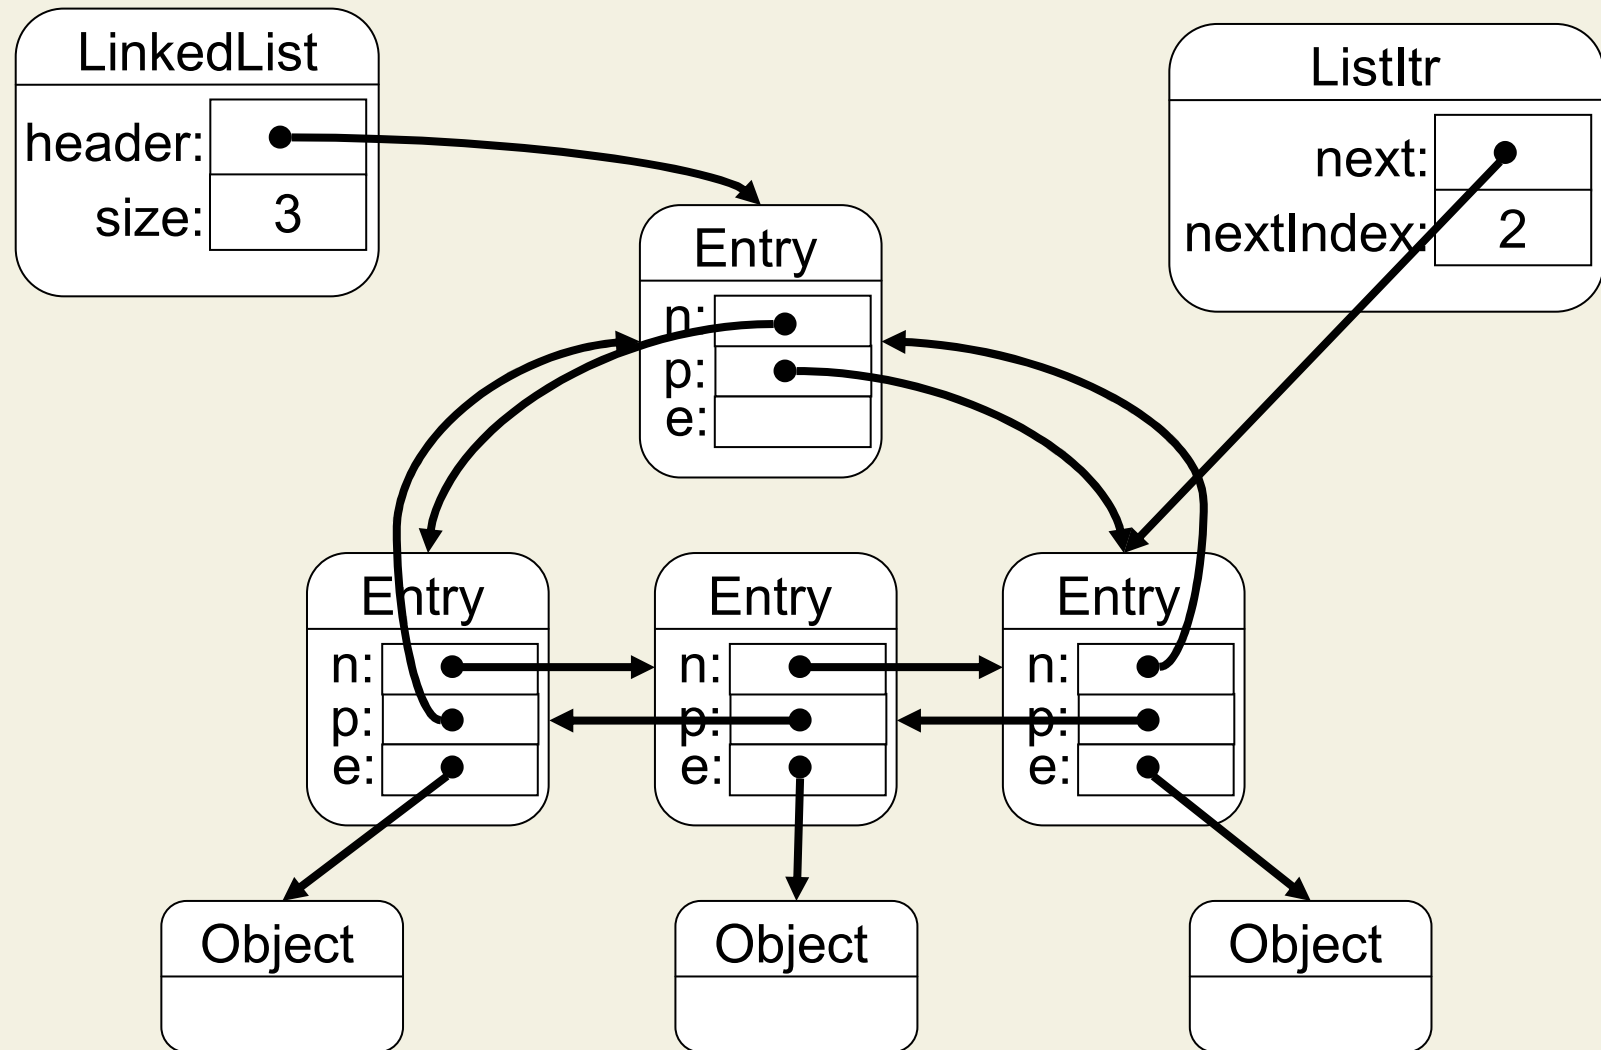 LinkedList
header:
size: 3
ListItr
next:
nextIndex: 2
Entry
n:
p:
e:
Entry
n:
p:
e:
Entry
n:
p:
e:
Entry
n:
p:
e:
Object
Object
Object